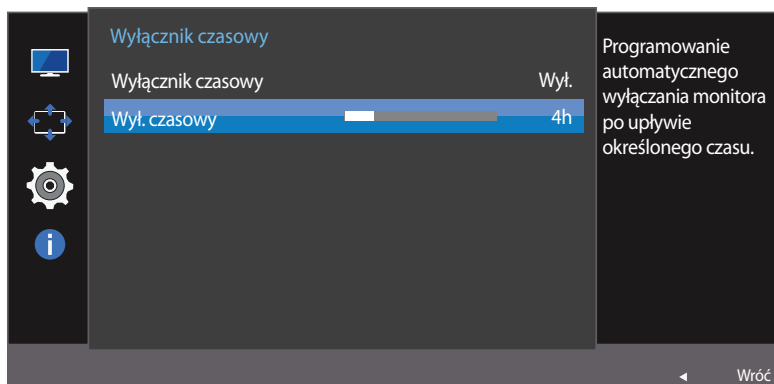 Wyłącznik czasowy
Wyłącznik czasowy Wył.
Wył. czasowy 4h
Programowanie
automatycznego
wyłączania monitora
po upływie
określonego czasu.
Wróć